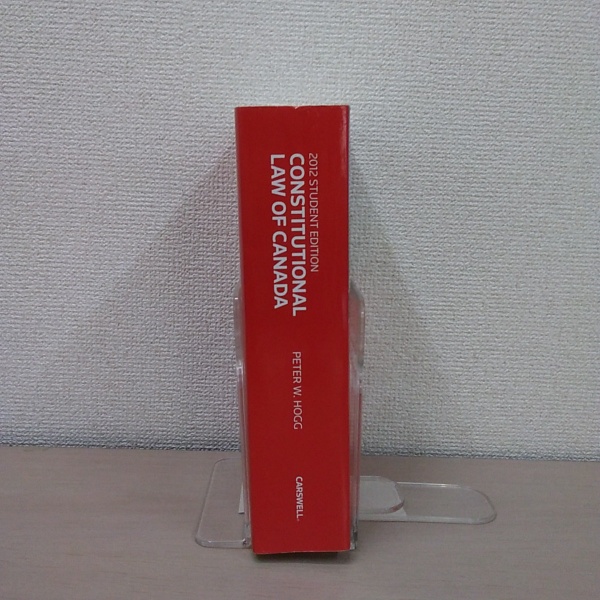 2012 STUDENT EDITION
CONSTITUTIONAL
LAW OF CANADA
PETER W. HOGG
CARSWELL